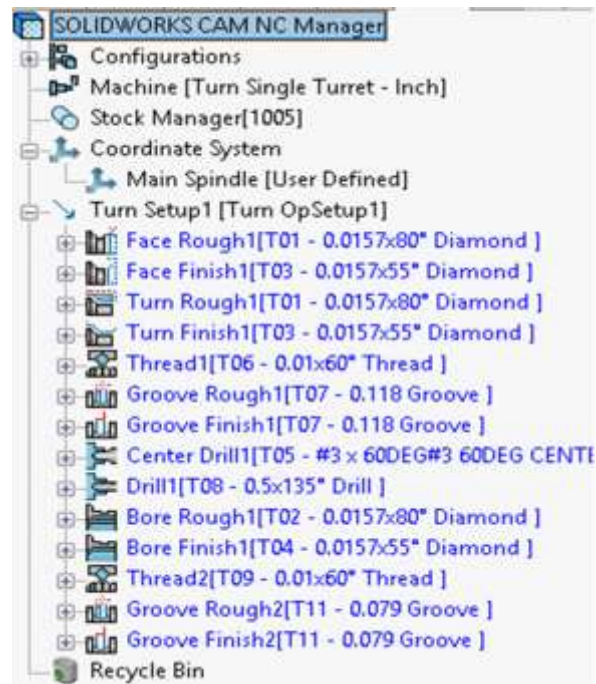 SOLIDWORKS CAM NC Manager
Configurations
Machine [Turn Single Turret - Inch]
Stock Manager[1005]
Coordinate System
Main Spindle [User Defined]
Turn Setup1 [Turn OpSetup1]
Face Rough1[T01 - 0.0157x80° Diamond ]
Face Finish1[T03 - 0.0157x55° Diamond ]
Turn Rough1[T01 - 0.0157x80° Diamond ]
Turn Finish1[T03 - 0.0157x55° Diamond ]
Thread1[T06 - 0.01x60° Thread ]
Groove Rough1[T07 - 0.118 Groove ]
Groove Finish1[T07 - 0.118 Groove ]
Center Drill1[T05 - #3 x 60DEG#3 60DEG CENTE
Drill1[T08 - 0.5x135° Drill ]
Bore Rough1[T02 - 0.0157x80° Diamond ]
Bore Finish1[T04 - 0.0157x55° Diamond ]
Thread2[T09 - 0.01x60° Thread ]
Groove Rough2[T11 - 0.079 Groove ]
Groove Finish2[T11 - 0.079 Groove ]
Recycle Bin